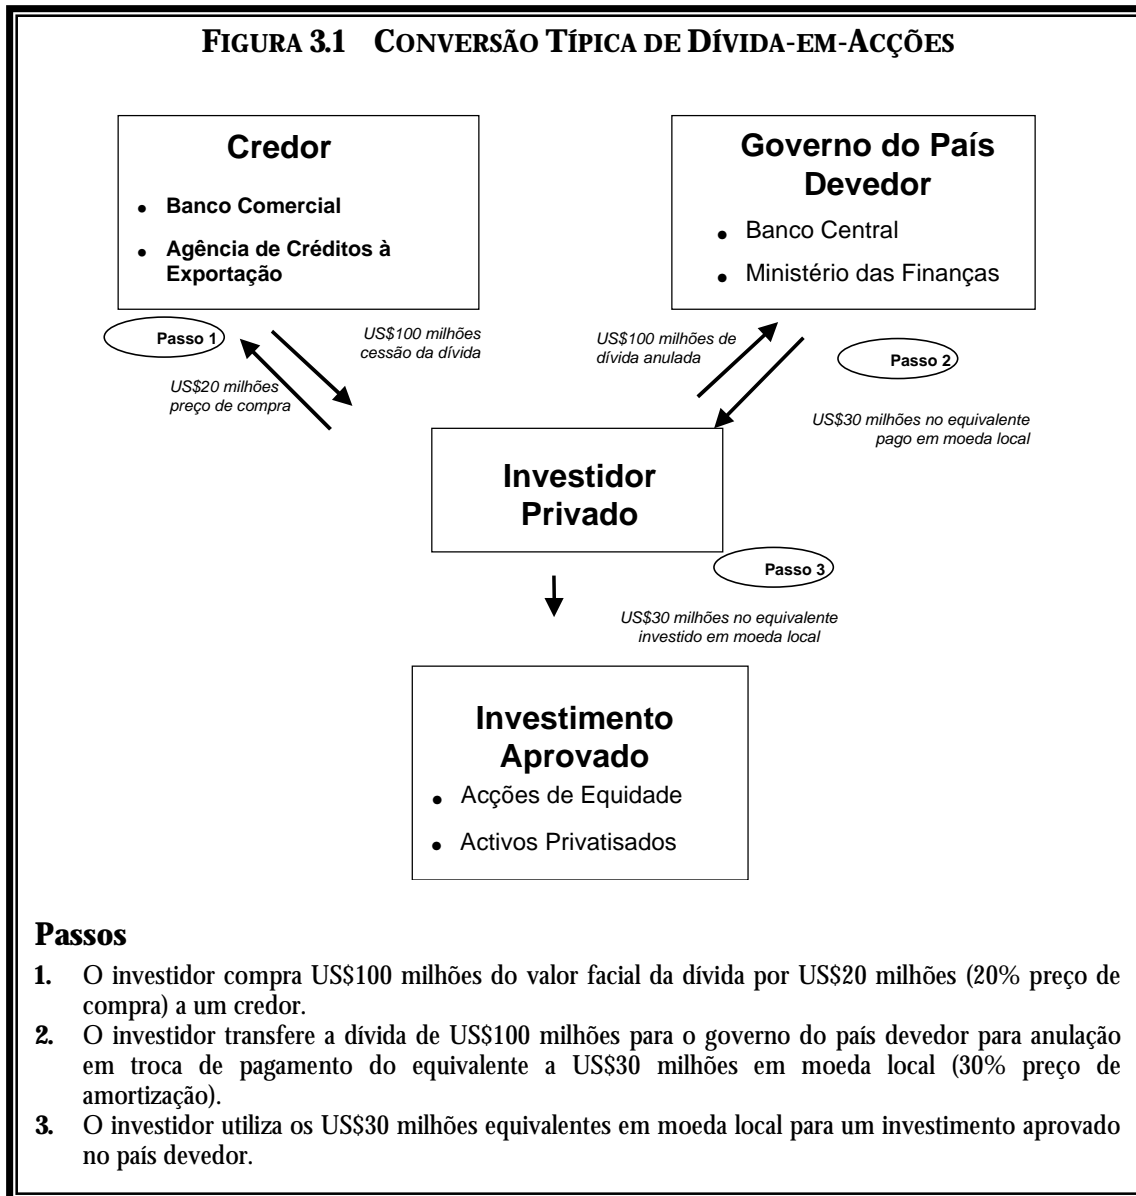 FIGURA 3.1 CONVERSÃO TÍPICA DE DÍVIDA-EM-ACÇÕES
Credor
• Banco Comercial
• Agência de Créditos à
Exportação
Governo do País
Devedor
• Banco Central
• Ministério das Finanças
Passo 1
US$100 milhões
cessão da dívida
US$20 milhões
preço de compra
US$100 milhões de
dívida anulada
Passo 2
US$30 milhões no equivalente
pago em moeda local
Investidor
Privado
Passo 3
US$30 milhões no equivalente
investido em moeda local
Investimento
Aprovado
• Acções de Equidade
• Activos Privatisados
Passos
1. O investidor compra US$100 milhões do valor facial da dívida por US$20 milhões (20% preço de
compra) a um credor.
2. O investidor transfere a dívida de US$100 milhões para o governo do país devedor para anulação
em troca de pagamento do equivalente a US$30 milhões em moeda local (30% preço de
amortização).
3. O investidor utiliza os US$30 milhões equivalentes em moeda local para um investimento aprovado
no país devedor.